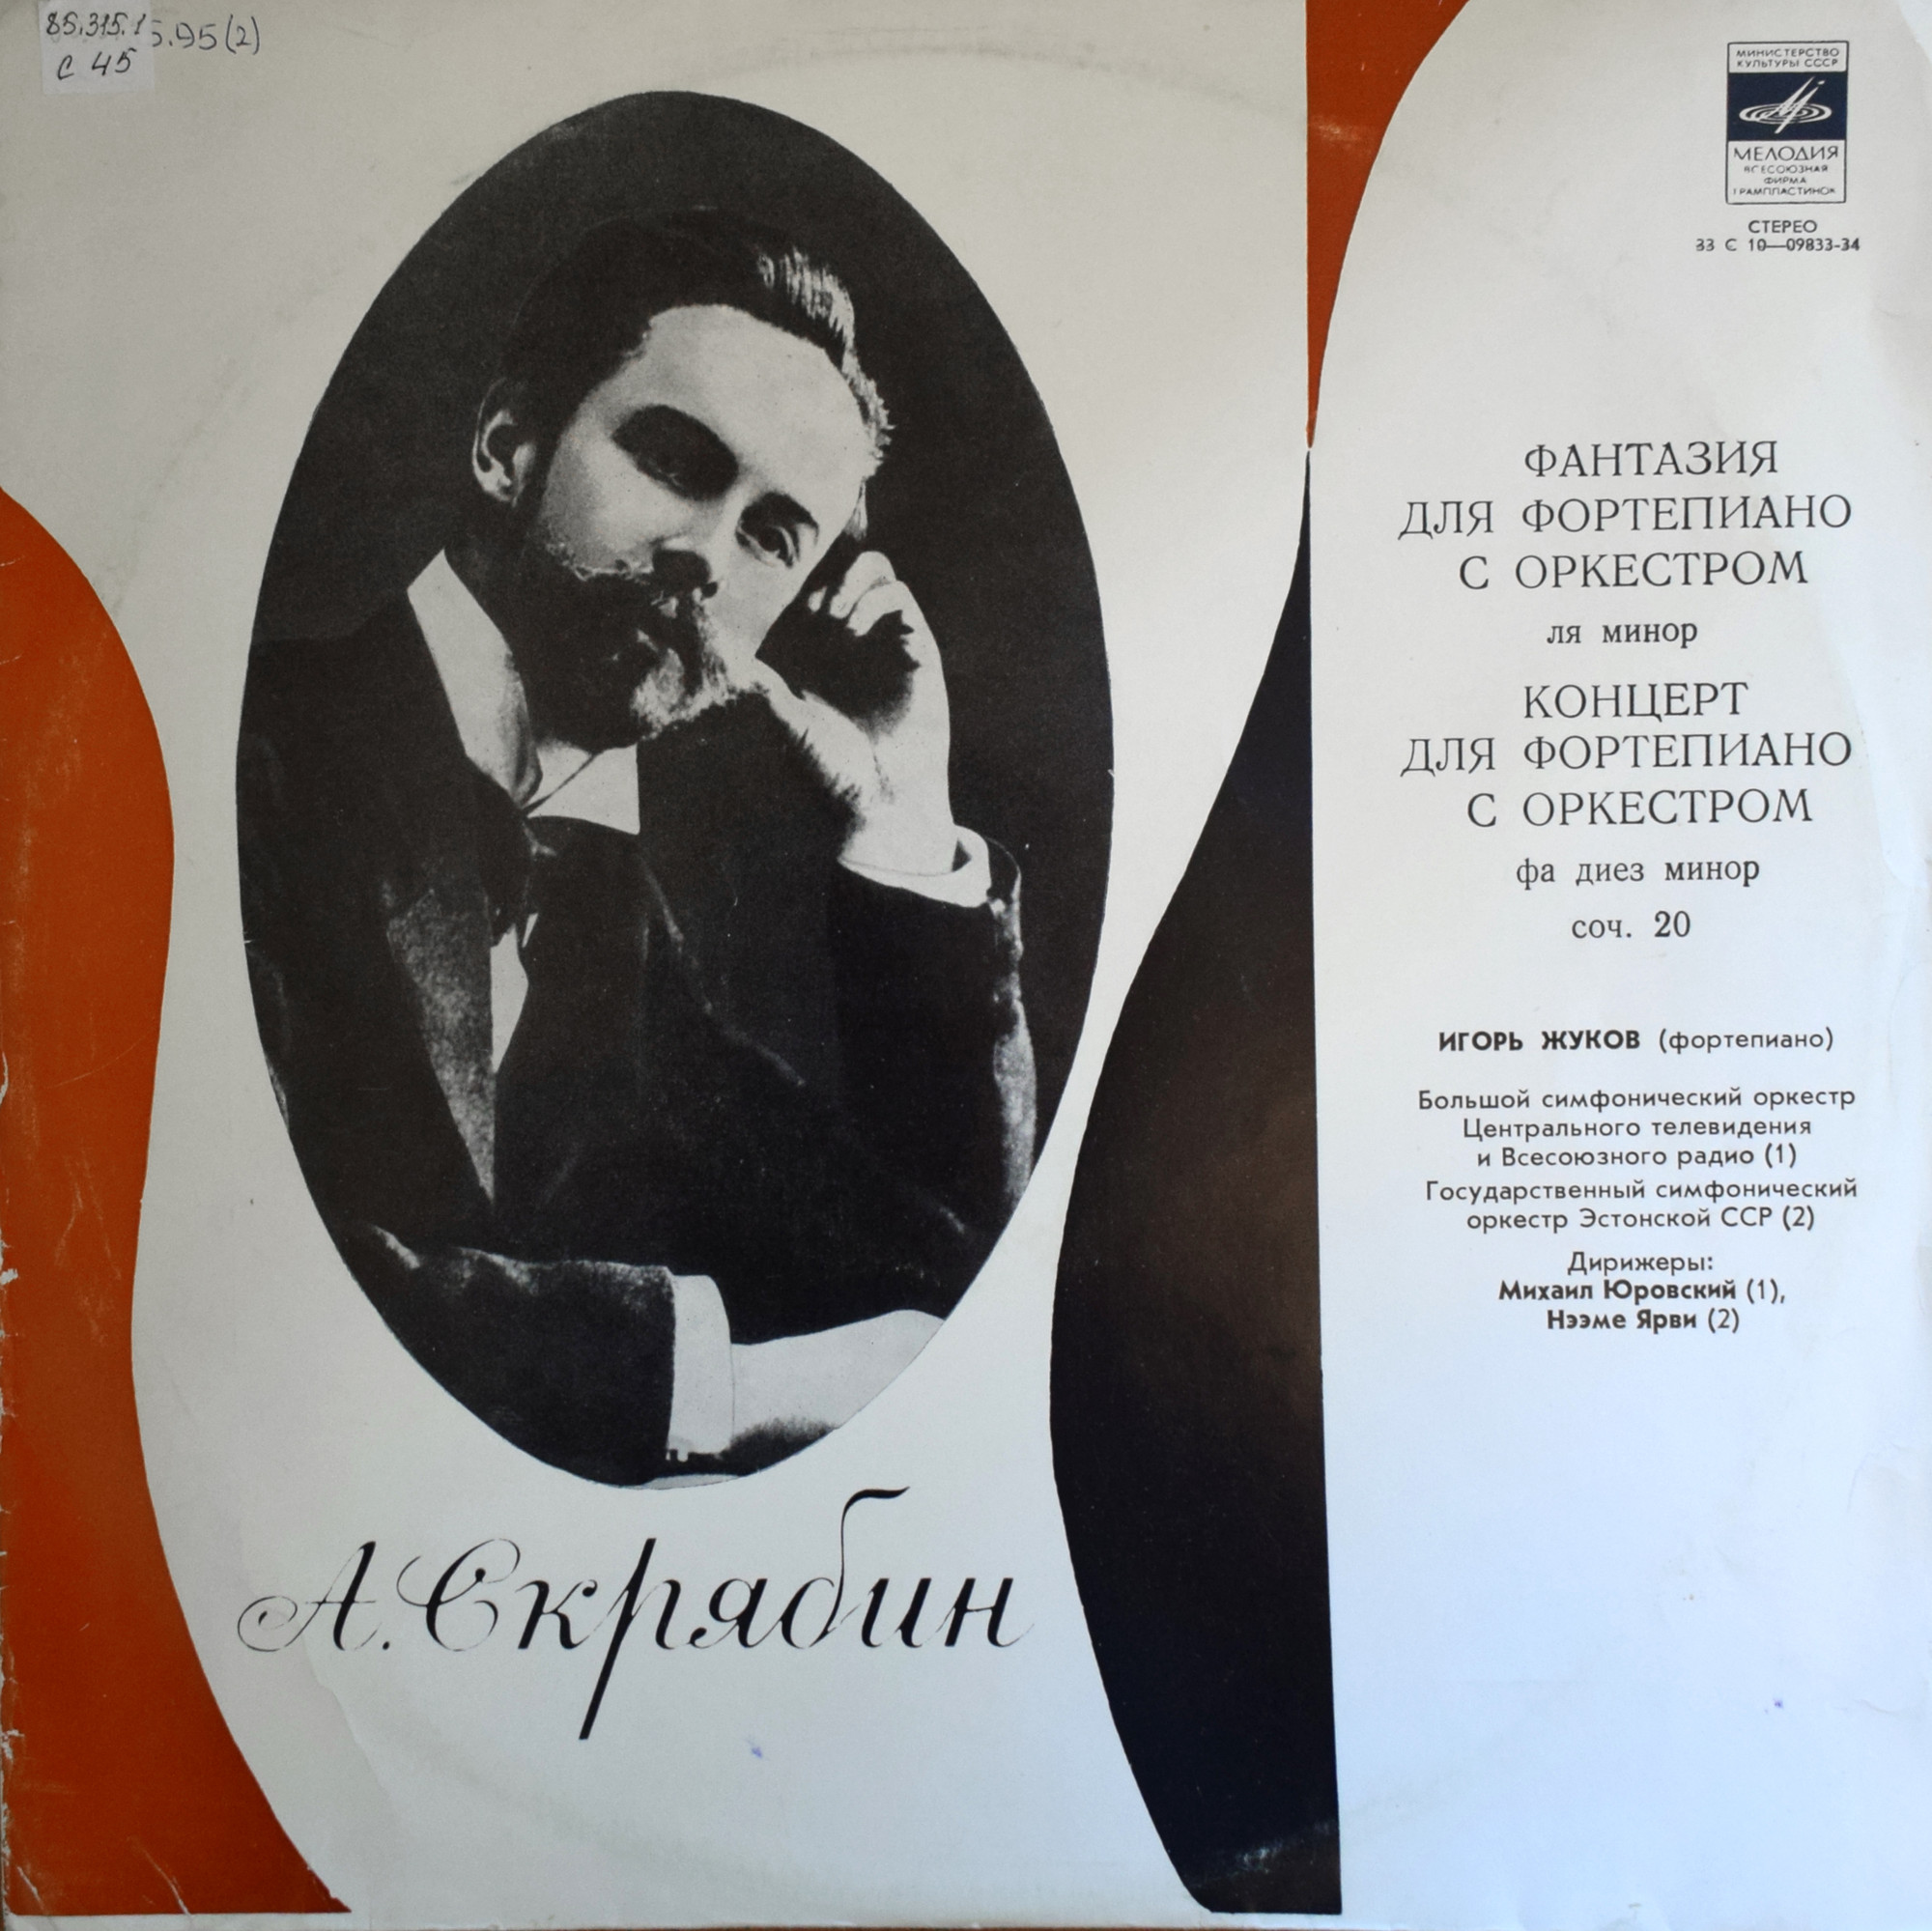 85.315.1
5.95(2)
С 45
МИНИСТЕРСТВО
КУЛЬТУРЫ СССР
МЕЛОДИЯ
ВСЕСОЮЗНАЯ
ФИРМА
ГРАМПЛАСТИНОК
СТЕРЕО
33 С 10—09833-34
ФАНТАЗИЯ
ДЛЯ ФОРТЕПИАНО
С ОРКЕСТРОМ
ля минор
КОНЦЕРТ
ДЛЯ ФОРТЕПИАНО
С ОРКЕСТРОМ
фа диез минор
соч. 20
ИГОРЬ ЖУКОВ (фортепиано)
Большой симфонический оркестр
Центрального телевидения
и Всесоюзного радио (1)
Государственный симфонический
оркестр Эстонской ССР (2)
Дирижеры:
Михаил Юровский (1),
Нээме Ярви (2)
А. Скрябин